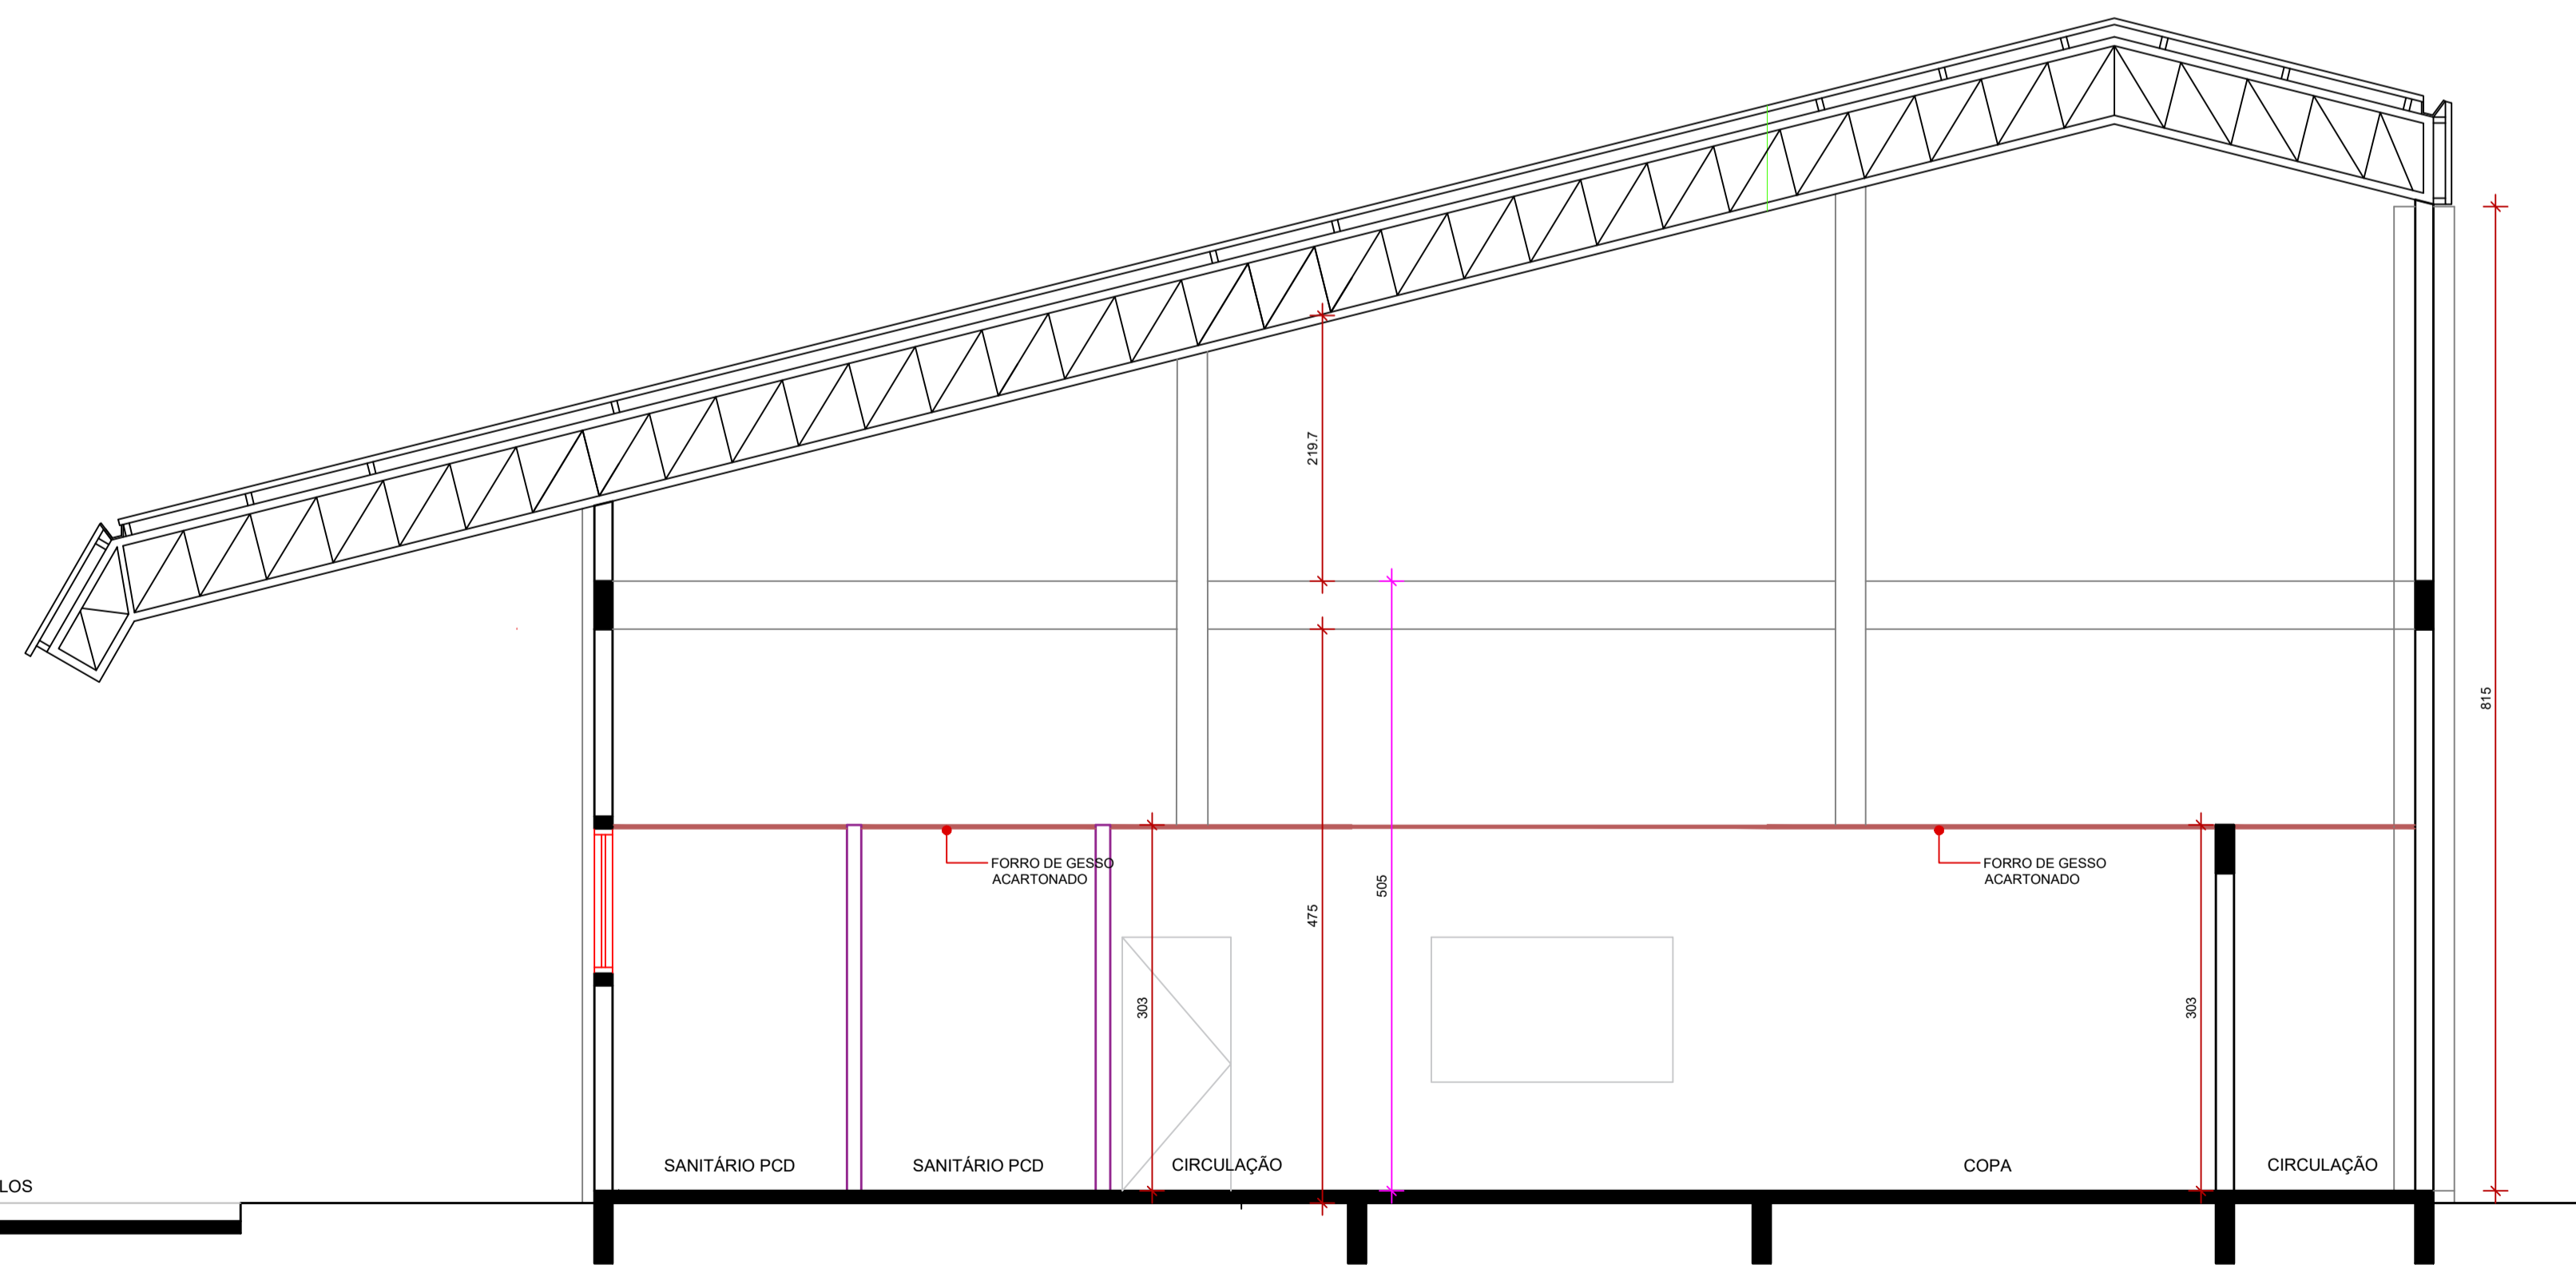 219.7
815
FORRO DE GESSO
ACARTONADO
FORRO DE GESSO
ACARTONADO
505
475
303
303
SANITÁRIO PCD
SANITÁRIO PCD
CIRCULAÇÃO
COPA
CIRCULAÇÃO
LOS